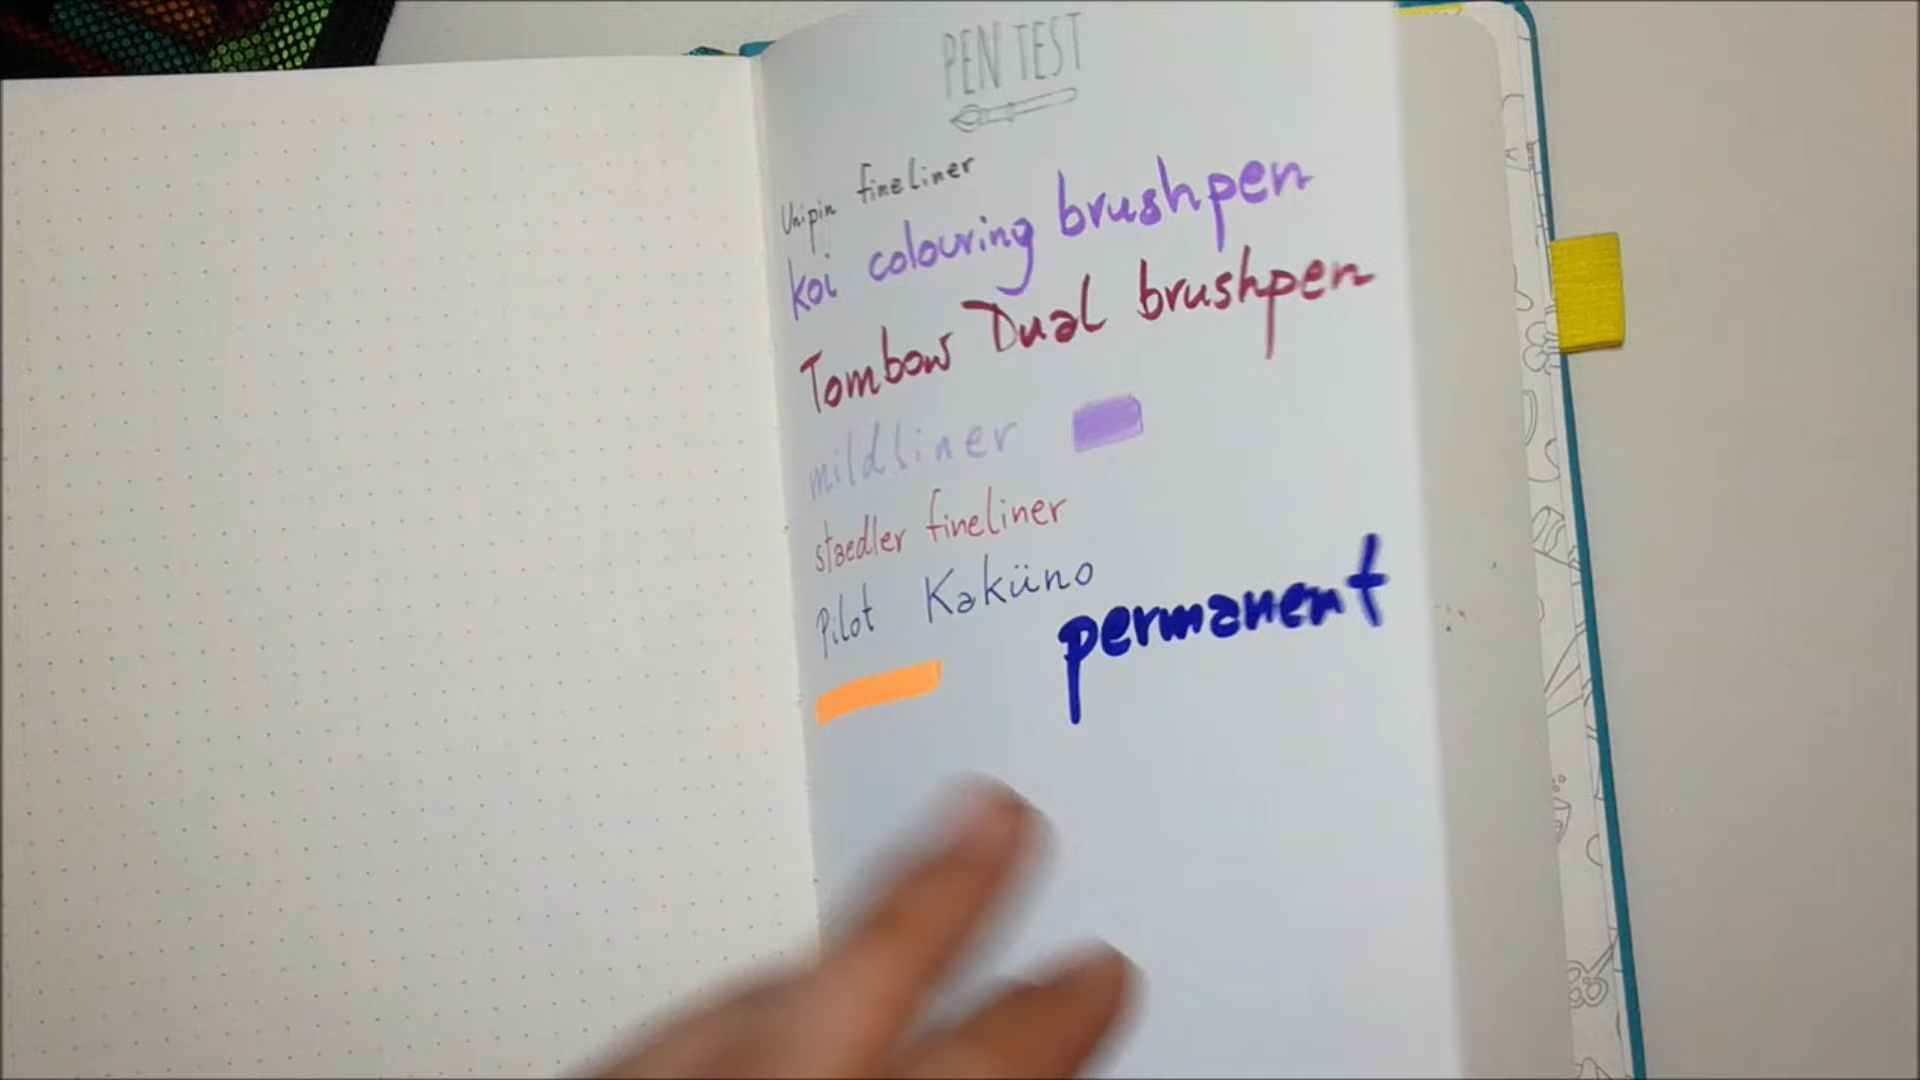 PEN TEST
Unipin fineliner
koi colouring brushpen
Tombow Dual brushpen
mildliner
staedler fineliner
Pilot Kaküno
permanent